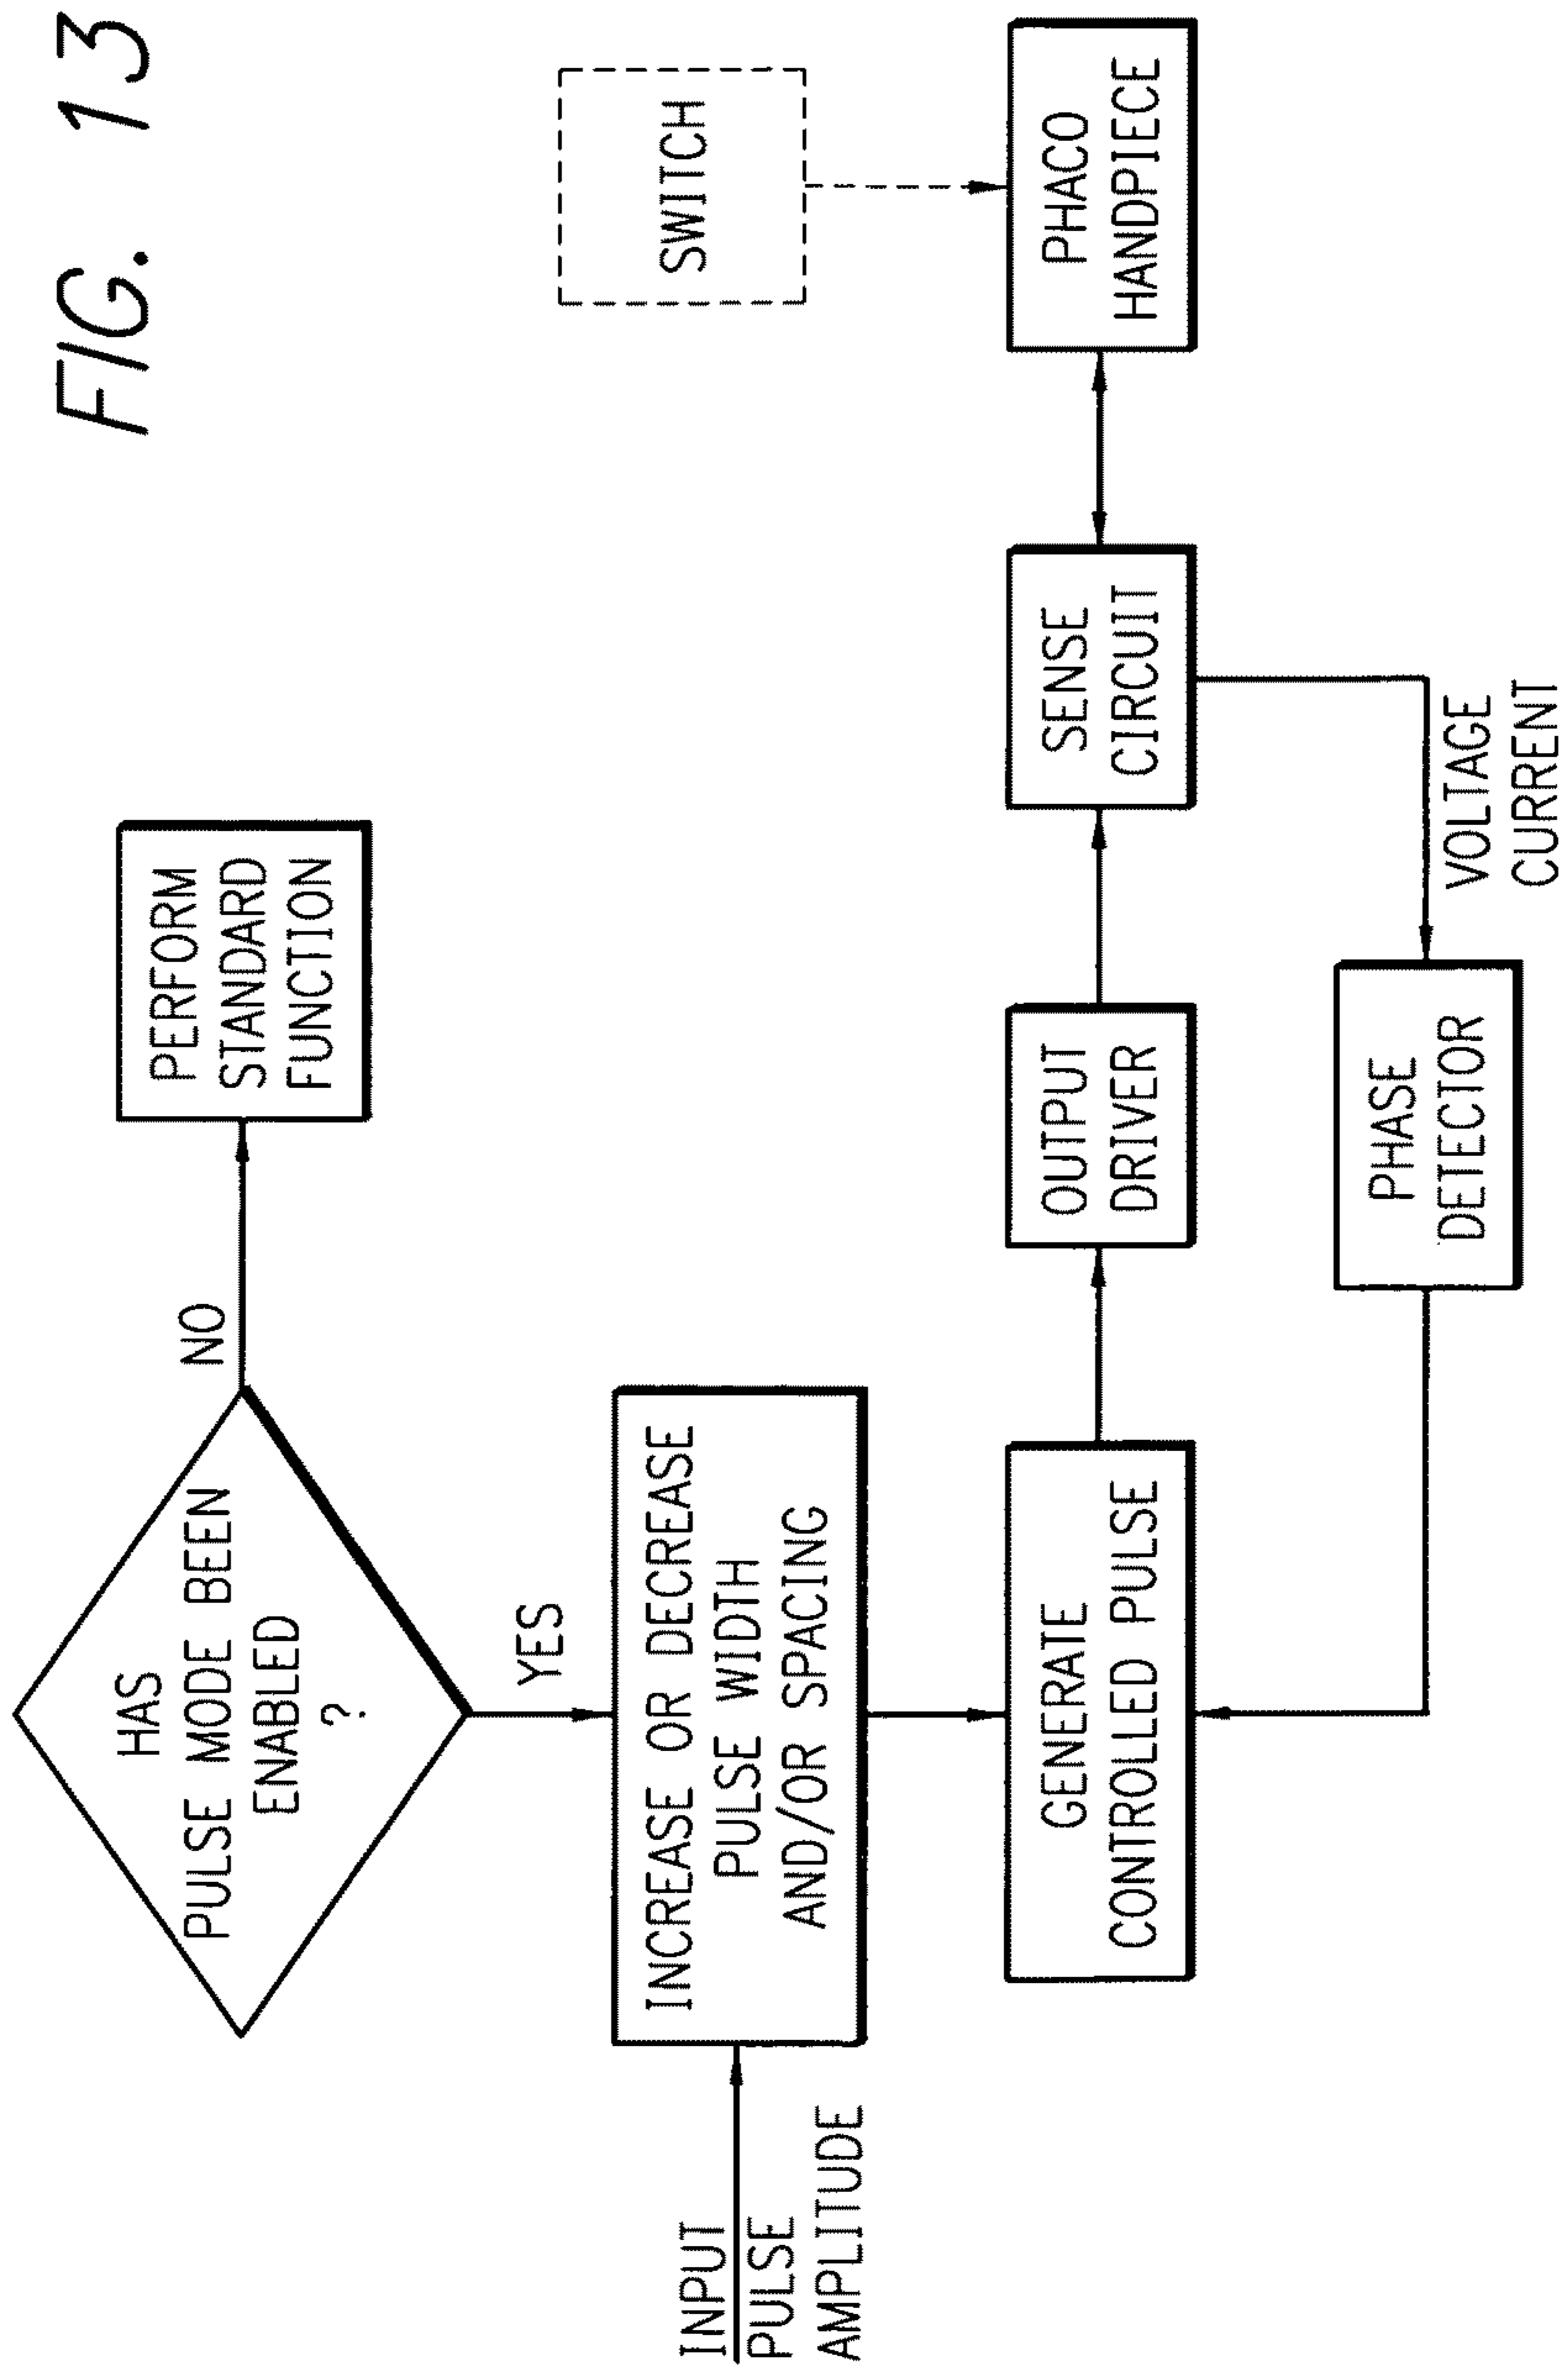 FIG. 13
HAS
PULSE MODE BEEN
ENABLED
?
NO
PERFORM
STANDARD
FUNCTION
YES
INPUT
PULSE
AMPLITUDE
INCREASE OR DECREASE
PULSE WIDTH
AND/OR SPACING
SWITCH
GENERATE
CONTROLLED PULSE
OUTPUT
DRIVER
SENSE
CIRCUIT
PHACO
HANDPIECE
PHASE
DETECTOR
VOLTAGE
CURRENT